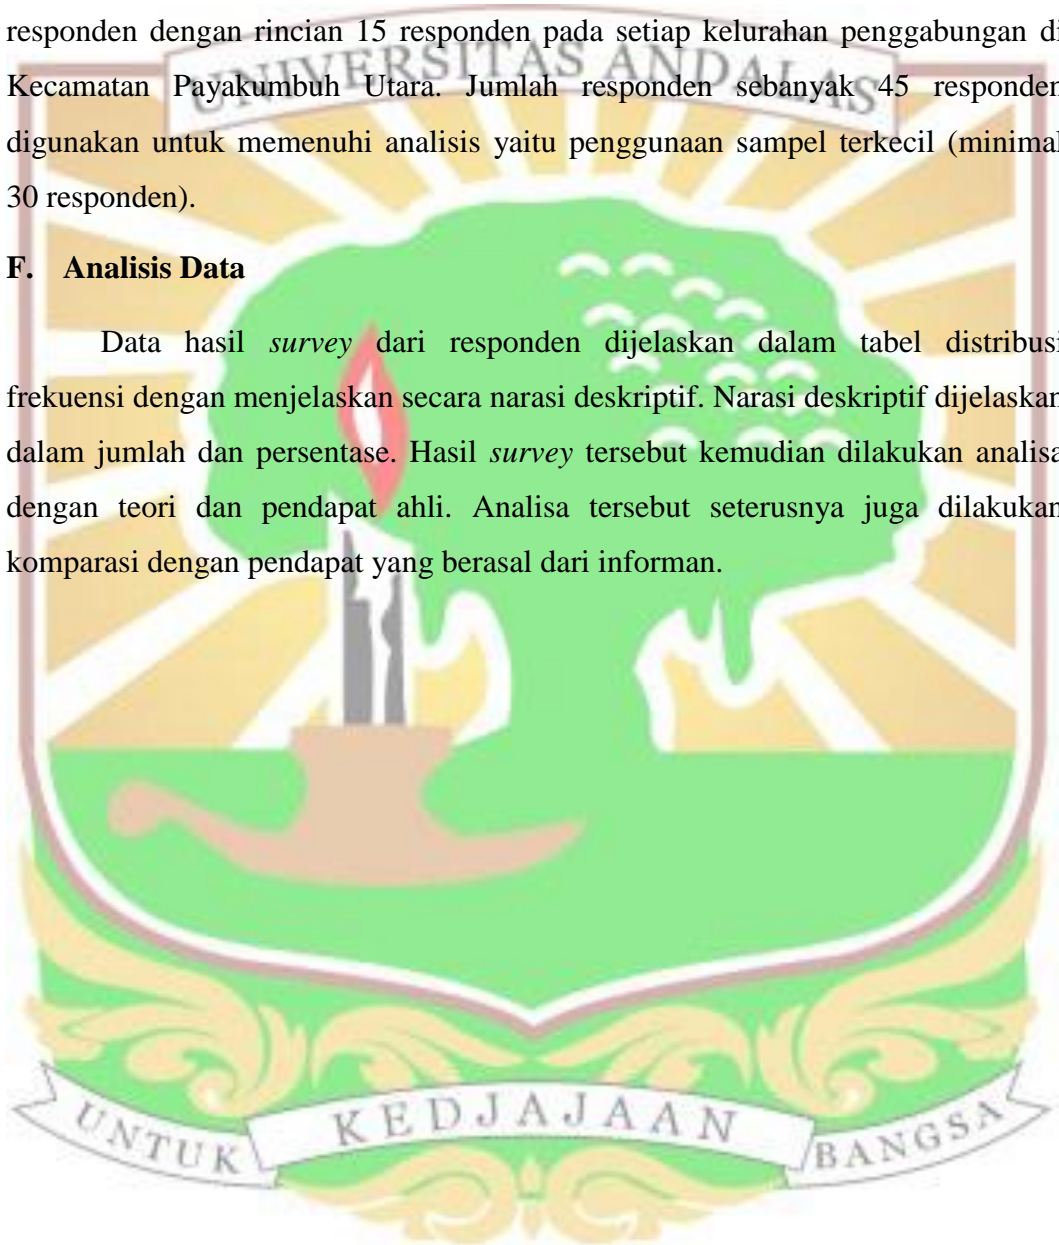 responden dengan rincian 15 responden pada setiap kelurahan penggabungan di
UNIVERSITAS ANDALAS
Kecamatan Payakumbuh Utara. Jumlah responden sebanyak 45 responden
digunakan untuk memenuhi analisis yaitu penggunaan sampel terkecil (minimal
30 responden).
F. Analisis Data
Data hasil survey dari responden dijelaskan dalam tabel distribusi
frekuensi dengan menjelaskan secara narasi deskriptif. Narasi deskriptif dijelaskan
dalam jumlah dan persentase. Hasil survey tersebut kemudian dilakukan analisa
dengan teori dan pendapat ahli. Analisa tersebut seterusnya juga dilakukan
komparasi dengan pendapat yang berasal dari informan.
UNTUK KEDJAJAAN BANGSA